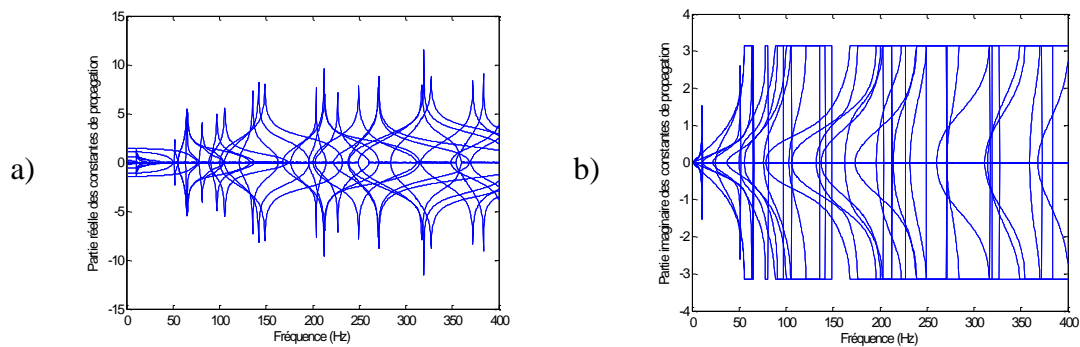 a)
Partie réelle des constantes de propagation
15
10
5
0
-5
-10
-15
0 50 100 150 200 250 300 350 400
Fréquence (Hz)
b)
Partie imaginaire des constantes de propagation
4
3
2
1
0
-1
-2
-3
-4
0 50 100 150 200 250 300 350 400
Fréquence (Hz)